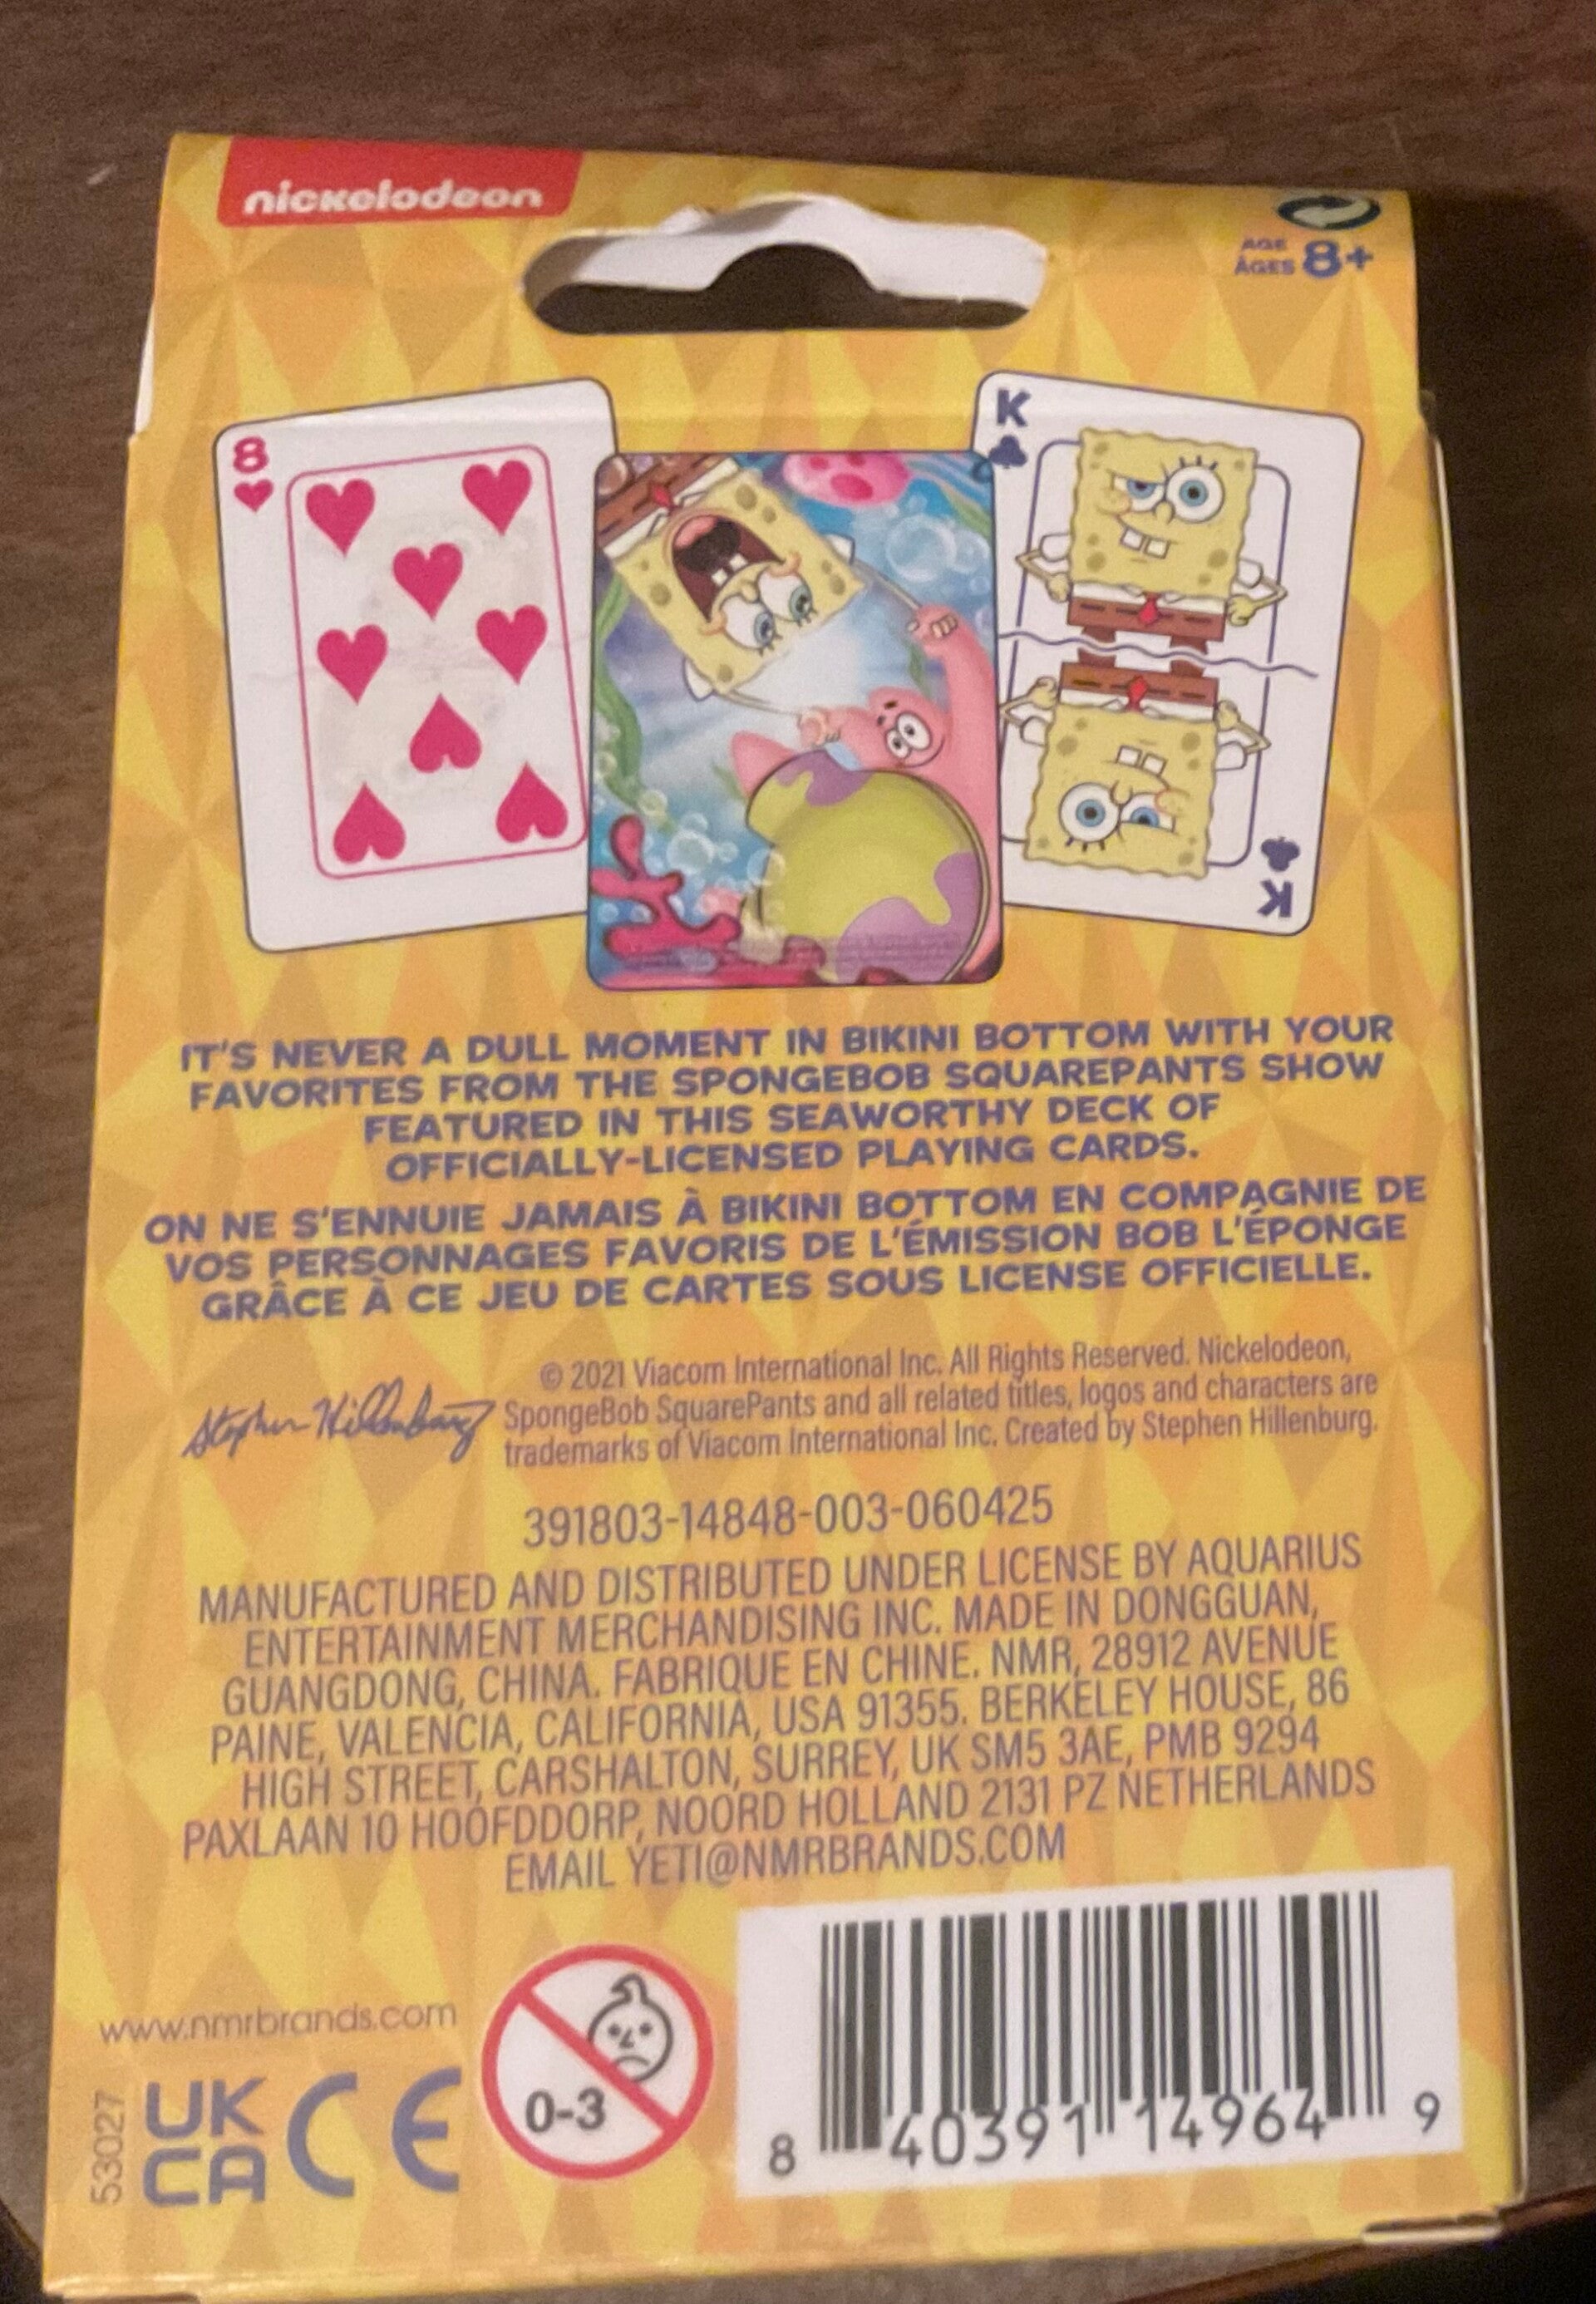 nickelodeon
AGE
ÂGES 8+
8
K
K
IT'S NEVER A DULL MOMENT IN BIKINI BOTTOM WITH YOUR
FAVORITES FROM THE SPONGEBOB SQUAREPANTS SHOW
FEATURED IN THIS SEAWORTHY DECK OF
OFFICIALLY-LICENSED PLAYING CARDS.
ON NE S'ENNUIE JAMAIS À BIKINI BOTTOM EN COMPAGNIE DE
VOS PERSONNAGES FAVORIS DE L'ÉMISSION BOB L'ÉPONGE
GRÂCE À CE JEU DE CARTES SOUS LICENSE OFFICIELLE.
Stephen Hillenburg
© 2021 Viacom International Inc. All Rights Reserved. Nickelodeon,
SpongeBob SquarePants and all related titles, logos and characters are
trademarks of Viacom International Inc. Created by Stephen Hillenburg.
391803-14848-003-060425
MANUFACTURED AND DISTRIBUTED UNDER LICENSE BY AQUARIUS
ENTERTAINMENT MERCHANDISING INC. MADE IN DONGGUAN,
GUANGDONG, CHINA. FABRIQUE EN CHINE. NMR, 28912 AVENUE
PAINE, VALENCIA, CALIFORNIA, USA 91355. BERKELEY HOUSE, 86
HIGH STREET, CARSHALTON, SURREY, UK SM5 3AE, PMB 9294
PAXLAAN 10 HOOFDDORP, NOORD HOLLAND 2131 PZ NETHERLANDS
EMAIL YETI@NMRBRANDS.COM
www.nmrbrands.com
53027
UK
CA
CE
0-3
8 40391 14964 9